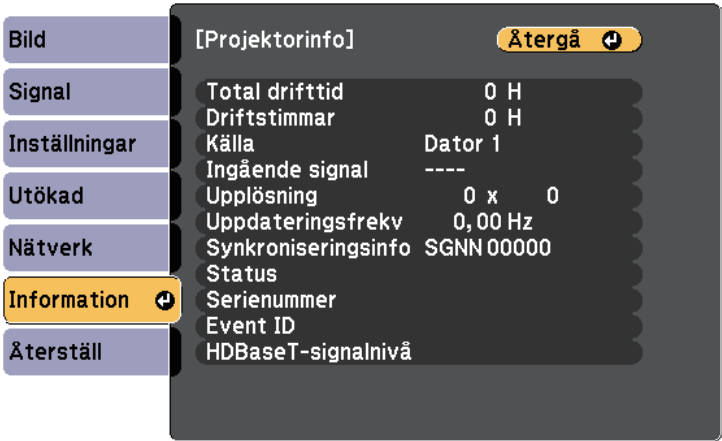 Bild
Signal
Inställningar
Utökad
Nätverk
Information
Återställ
[Projektorinfo] Återgå
Total drifttid 0 H
Driftstimmar 0 H
Källa Dator 1
Ingående signal ----
Upplösning 0 x 0
Uppdateringsfrekv 0,00 Hz
Synkroniseringsinfo SGNN 00000
Status
Serienummer
Event ID
HDBaseT-signalnivå